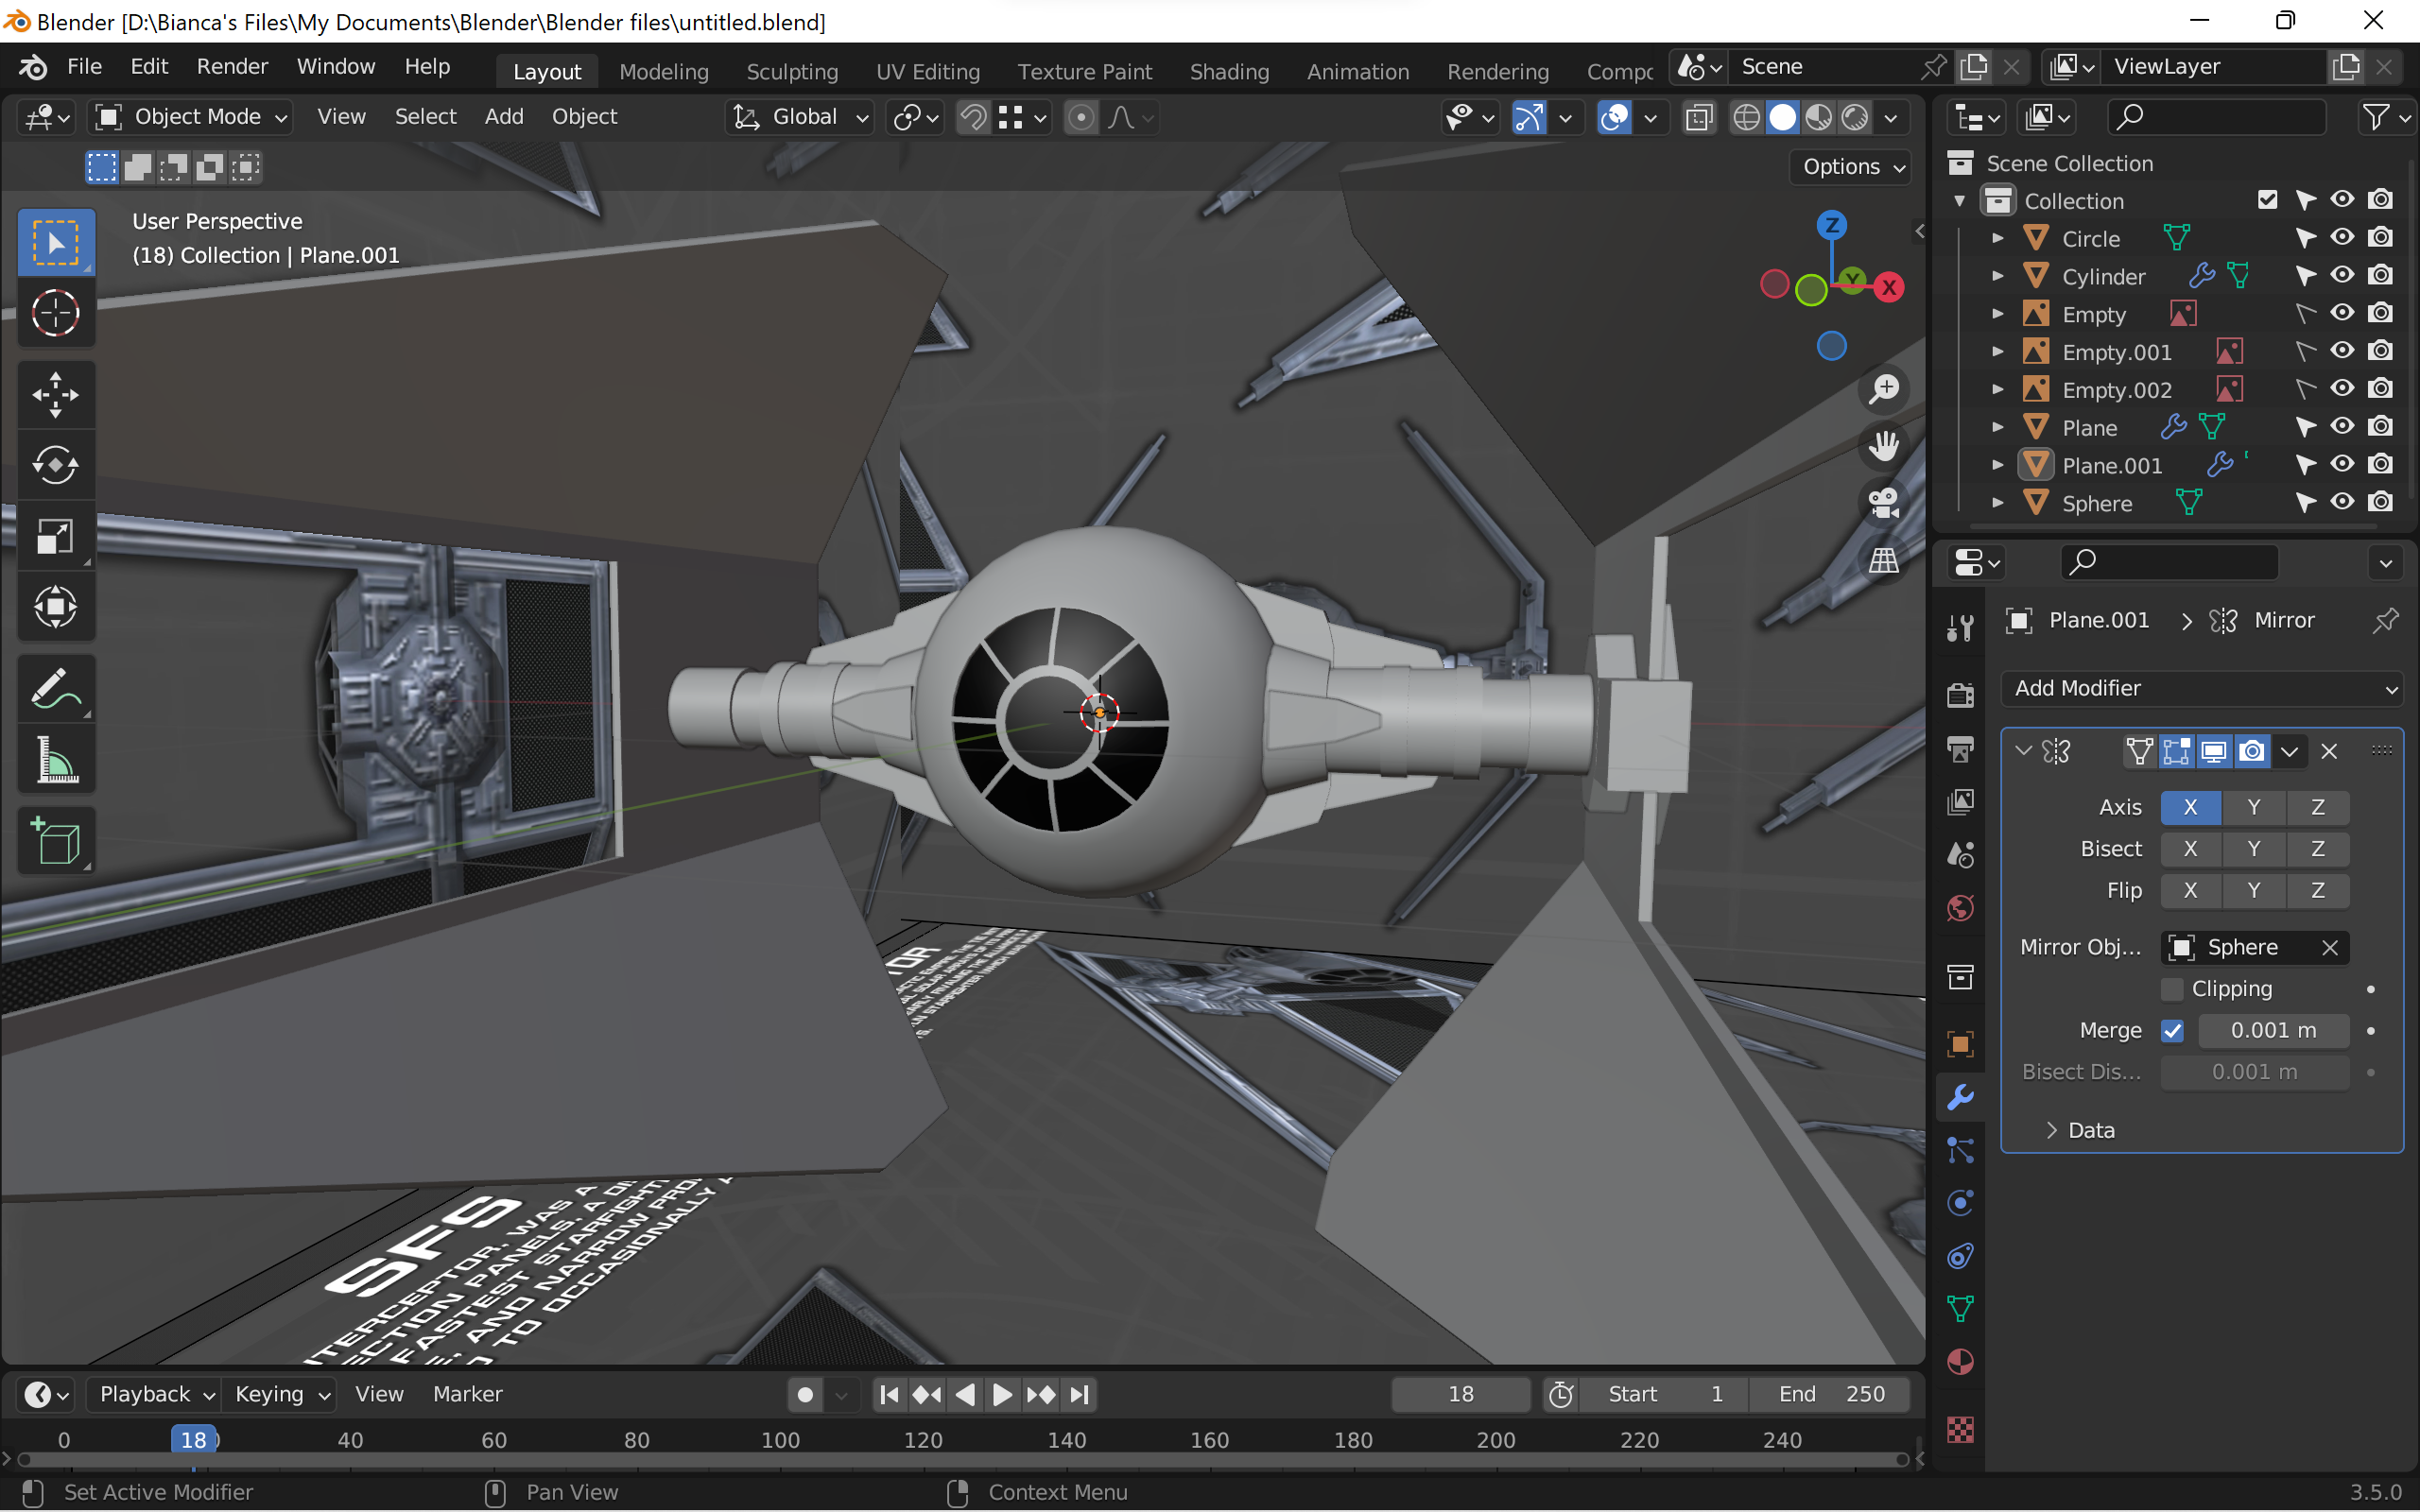 Blender [D:\Bianca's Files\My Documents\Blender\Blender files\untitled.blend]
File Edit Render Window Help Layout Modeling Sculpting UV Editing Texture Paint Shading Animation Rendering Compo Scene ViewLayer
Object Mode View Select Add Object Global
Options
User Perspective
(18) Collection | Plane.001
Z
Y
X
Scene Collection
Collection
Circle
Cylinder
Empty
Empty.001
Empty.002
Plane
Plane.001
Sphere
Plane.001 > Mirror
Add Modifier
Axis X Y Z
Bisect X Y Z
Flip X Y Z
Mirror Obj... Sphere
Clipping
Merge 0.001 m
Bisect Dis... 0.001 m
Data
TOR
SFS
TERCEPTOR, WAS A
CTION PANELS, A
FASTEST STARFIGHT
AND NARROW PRO
TO OCCASIONALLY
Playback Keying View Marker 18 Start 1 End 250
0 18 40 60 80 100 120 140 160 180 200 220 240
Set Active Modifier Pan View Context Menu 3.5.0